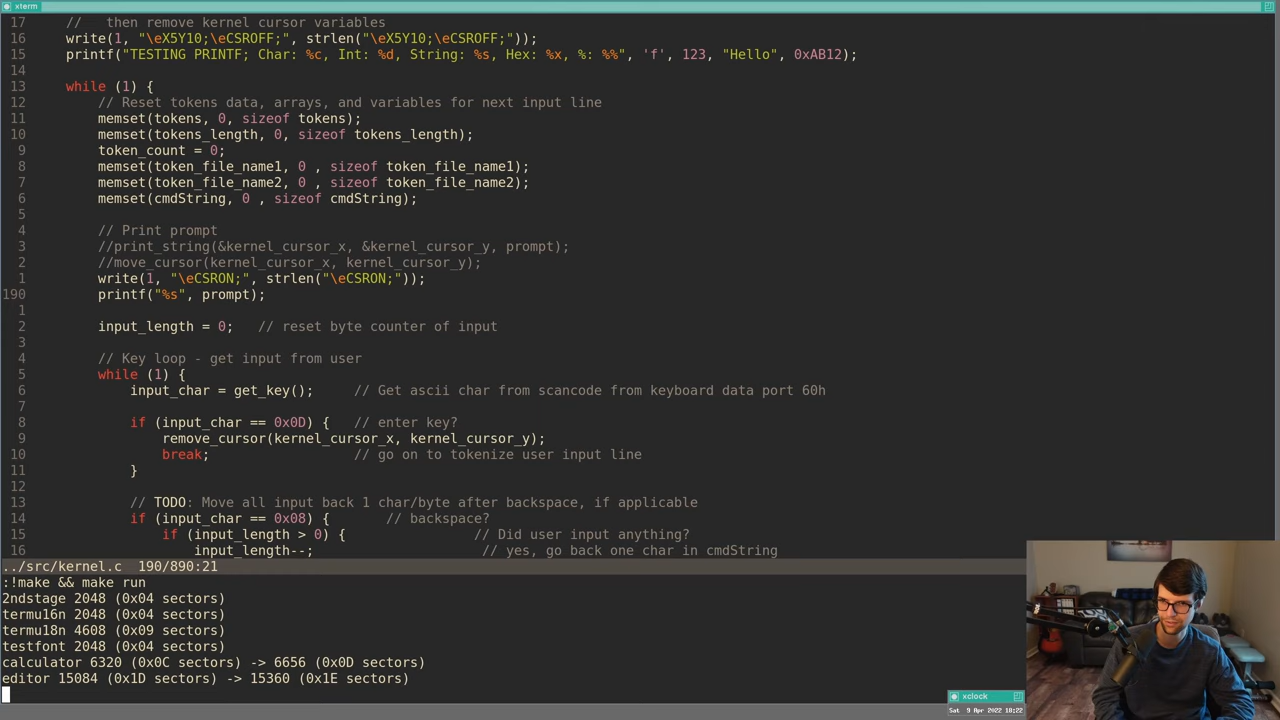 xterm
17 //   then remove kernel cursor variables
16 write(1, "\eX5Y10;\eCSROFF;", strlen("\eX5Y10;\eCSROFF;"));
15 printf("TESTING PRINTF; Char: %c, Int: %d, String: %s, Hex: %x, %: %%", 'f', 123, "Hello", 0xAB12);
14
13 while (1) {
12 // Reset tokens data, arrays, and variables for next input line
11 memset(tokens, 0, sizeof tokens);
10 memset(tokens_length, 0, sizeof tokens_length);
9 token_count = 0;
8 memset(token_file_name1, 0 , sizeof token_file_name1);
7 memset(token_file_name2, 0 , sizeof token_file_name2);
6 memset(cmdString, 0 , sizeof cmdString);
5
4 // Print prompt
3 //print_string(&kernel_cursor_x, &kernel_cursor_y, prompt);
2 //move_cursor(kernel_cursor_x, kernel_cursor_y);
1 write(1, "\eCSRON;", strlen("\eCSRON;"));
190 printf("%s", prompt);
1
2 input_length = 0;   // reset byte counter of input
3
4 // Key loop - get input from user
5 while (1) {
6 input_char = get_key();     // Get ascii char from scancode from keyboard data port 60h
7
8 if (input_char == 0x0D) {   // enter key?
9 remove_cursor(kernel_cursor_x, kernel_cursor_y);
10 break;                  // go on to tokenize user input line
11 }
12
13 // TODO: Move all input back 1 char/byte after backspace, if applicable
14 if (input_char == 0x08) {       // backspace?
15 if (input_length > 0) {                // Did user input anything?
16 input_length--;                     // yes, go back one char in cmdString
../src/kernel.c  190/890:21
:!make && make run
2ndstage 2048 (0x04 sectors)
termu16n 2048 (0x04 sectors)
termu18n 4608 (0x09 sectors)
testfont 2048 (0x04 sectors)
calculator 6320 (0x0C sectors) -> 6656 (0x0D sectors)
editor 15084 (0x1D sectors) -> 15360 (0x1E sectors)
xclock
Sat  9 Apr 2022 18:22